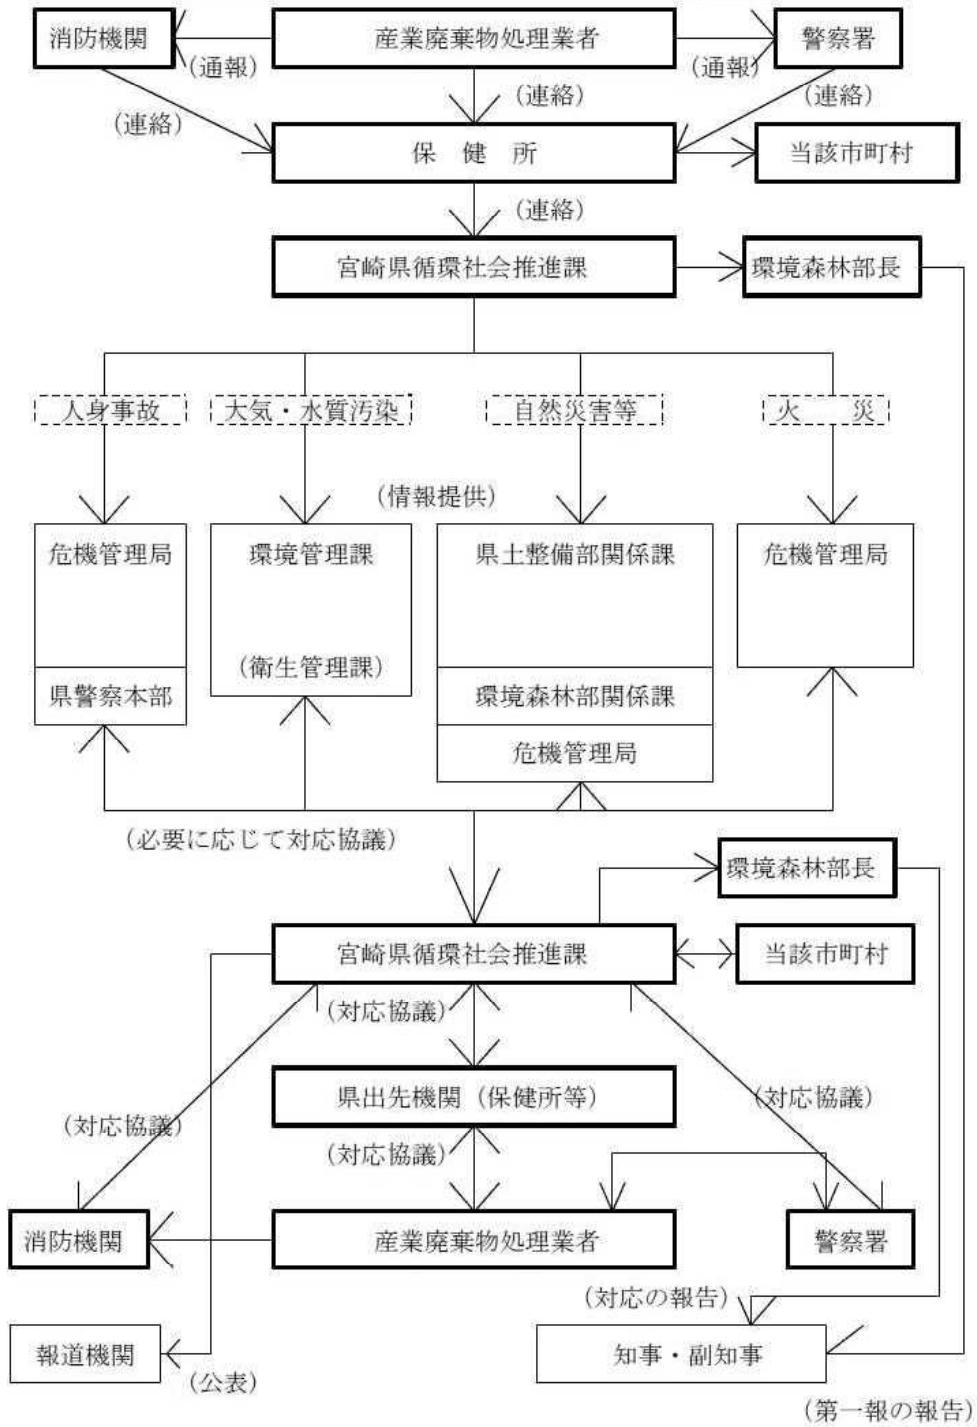 消防機関　産業廃棄物処理業者　警察署
（通報）　（通報）
（連絡）　（連絡）　（連絡）
保　健　所　当該市町村
（連絡）
宮崎県循環社会推進課　環境森林部長
人身事故　大気・水質汚染　自然災害等　火　　災
（情報提供）
危機管理局　環境管理課　県土整備部関係課　危機管理局
（衛生管理課）
県警察本部　環境森林部関係課
危機管理局
（必要に応じて対応協議）
環境森林部長
宮崎県循環社会推進課　当該市町村
（対応協議）
県出先機関（保健所等）　（対応協議）
（対応協議）
（対応協議）
消防機関　産業廃棄物処理業者　警察署
（対応の報告）
報道機関　知事・副知事
（公表）
（第一報の報告）